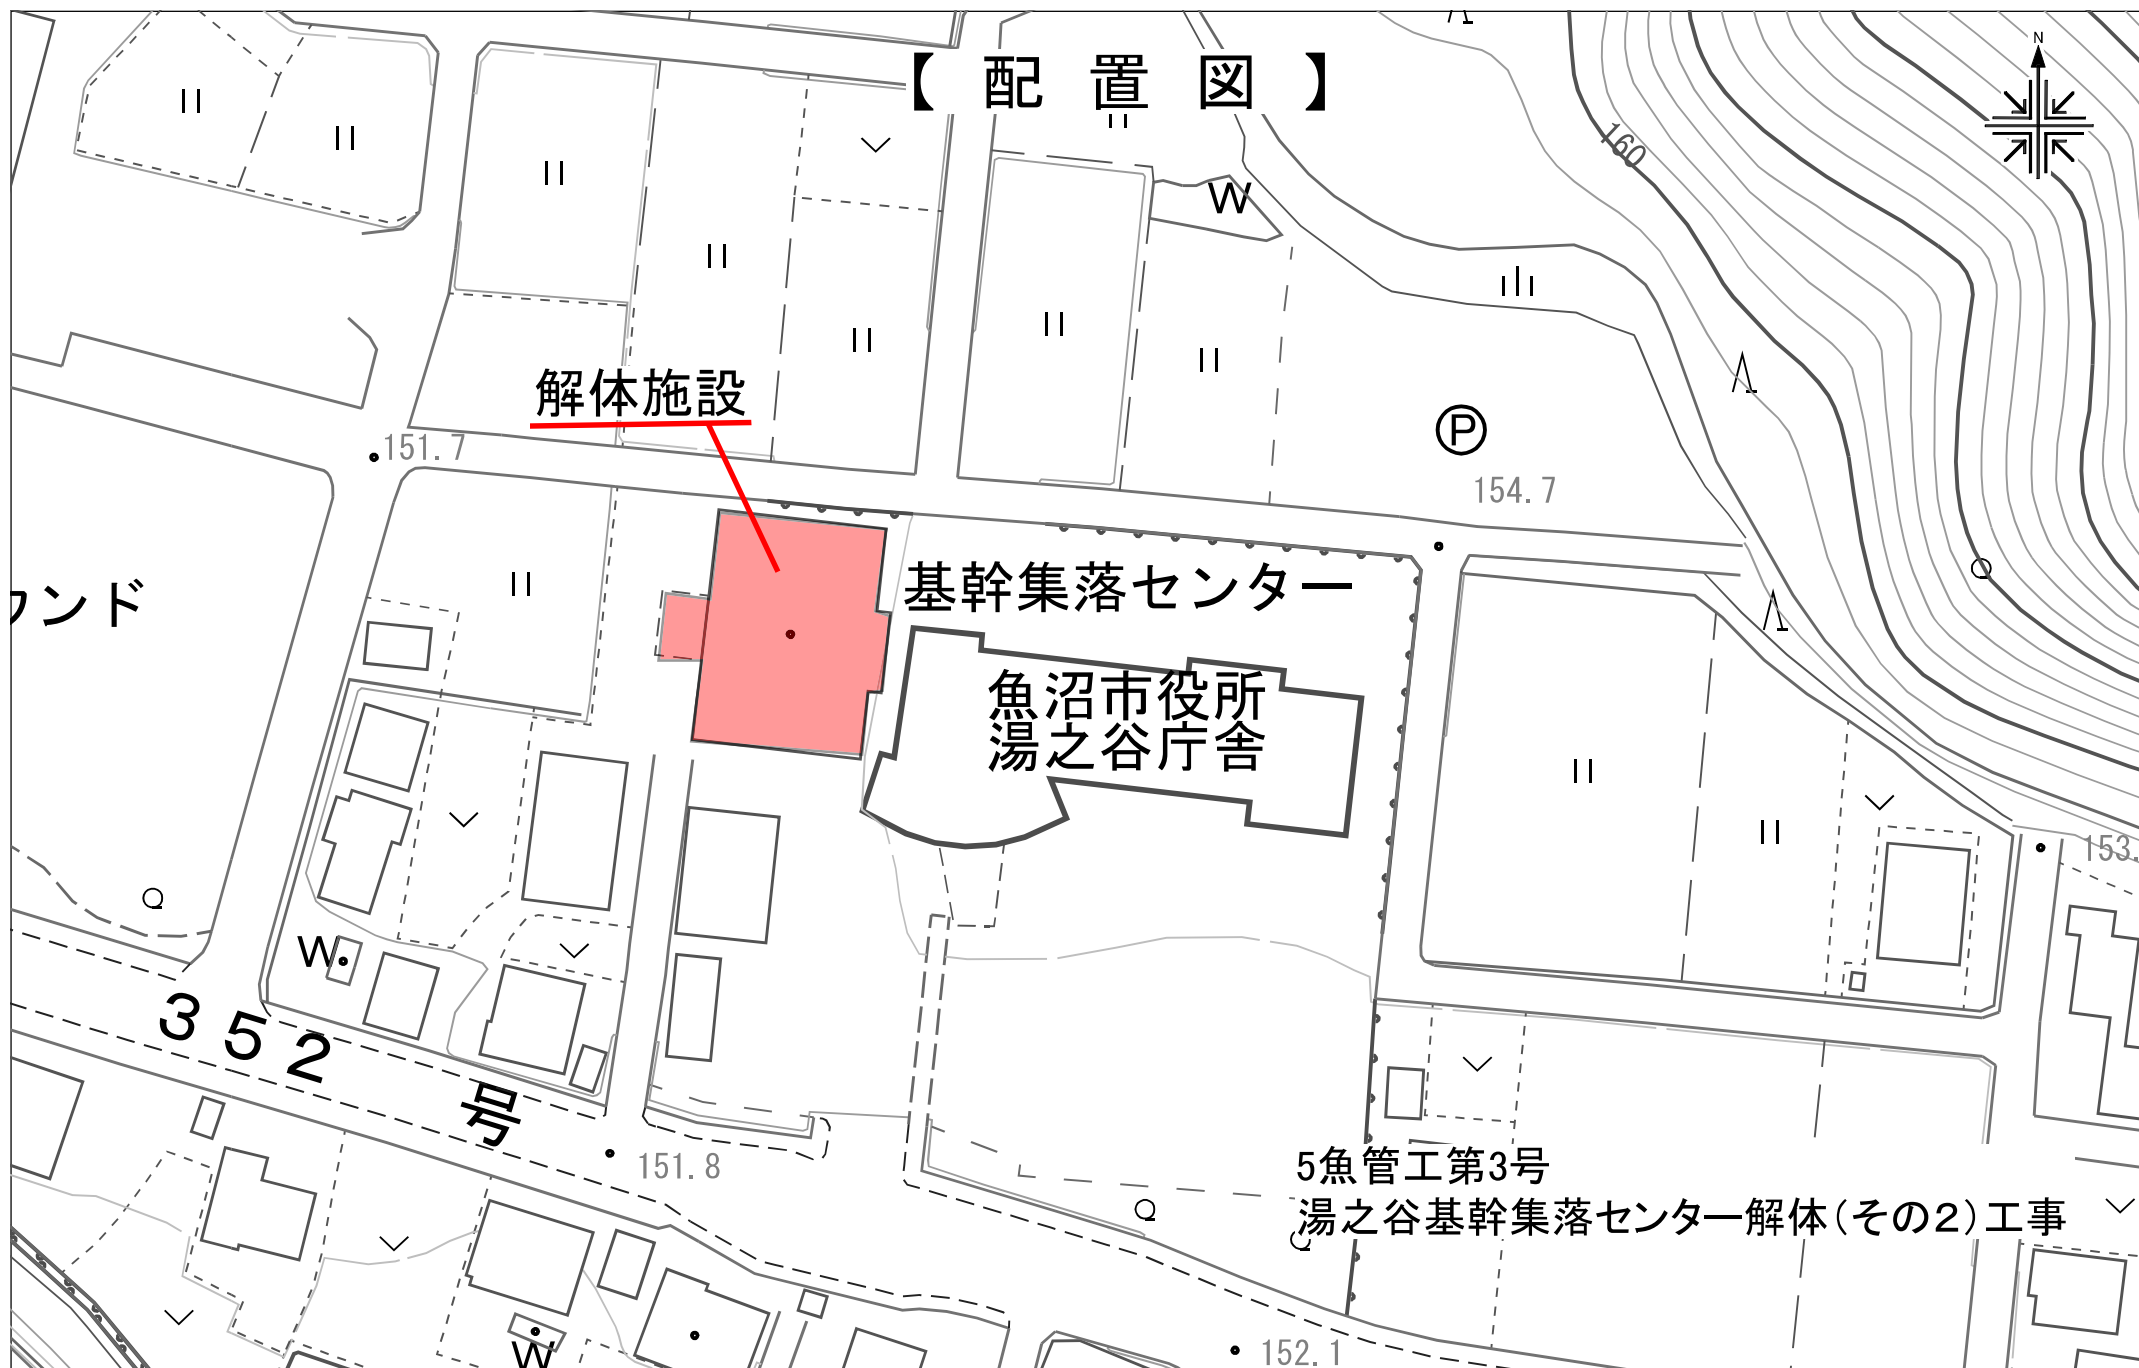 【 配 置 図 】
N
160
W
解体施設
151.7
P
154.7
基幹集落センター
ウンド
魚沼市役所
湯之谷庁舎
153.
W
352号
151.8
5魚管工第3号
湯之谷基幹集落センター解体(その2)工事
W
152.1